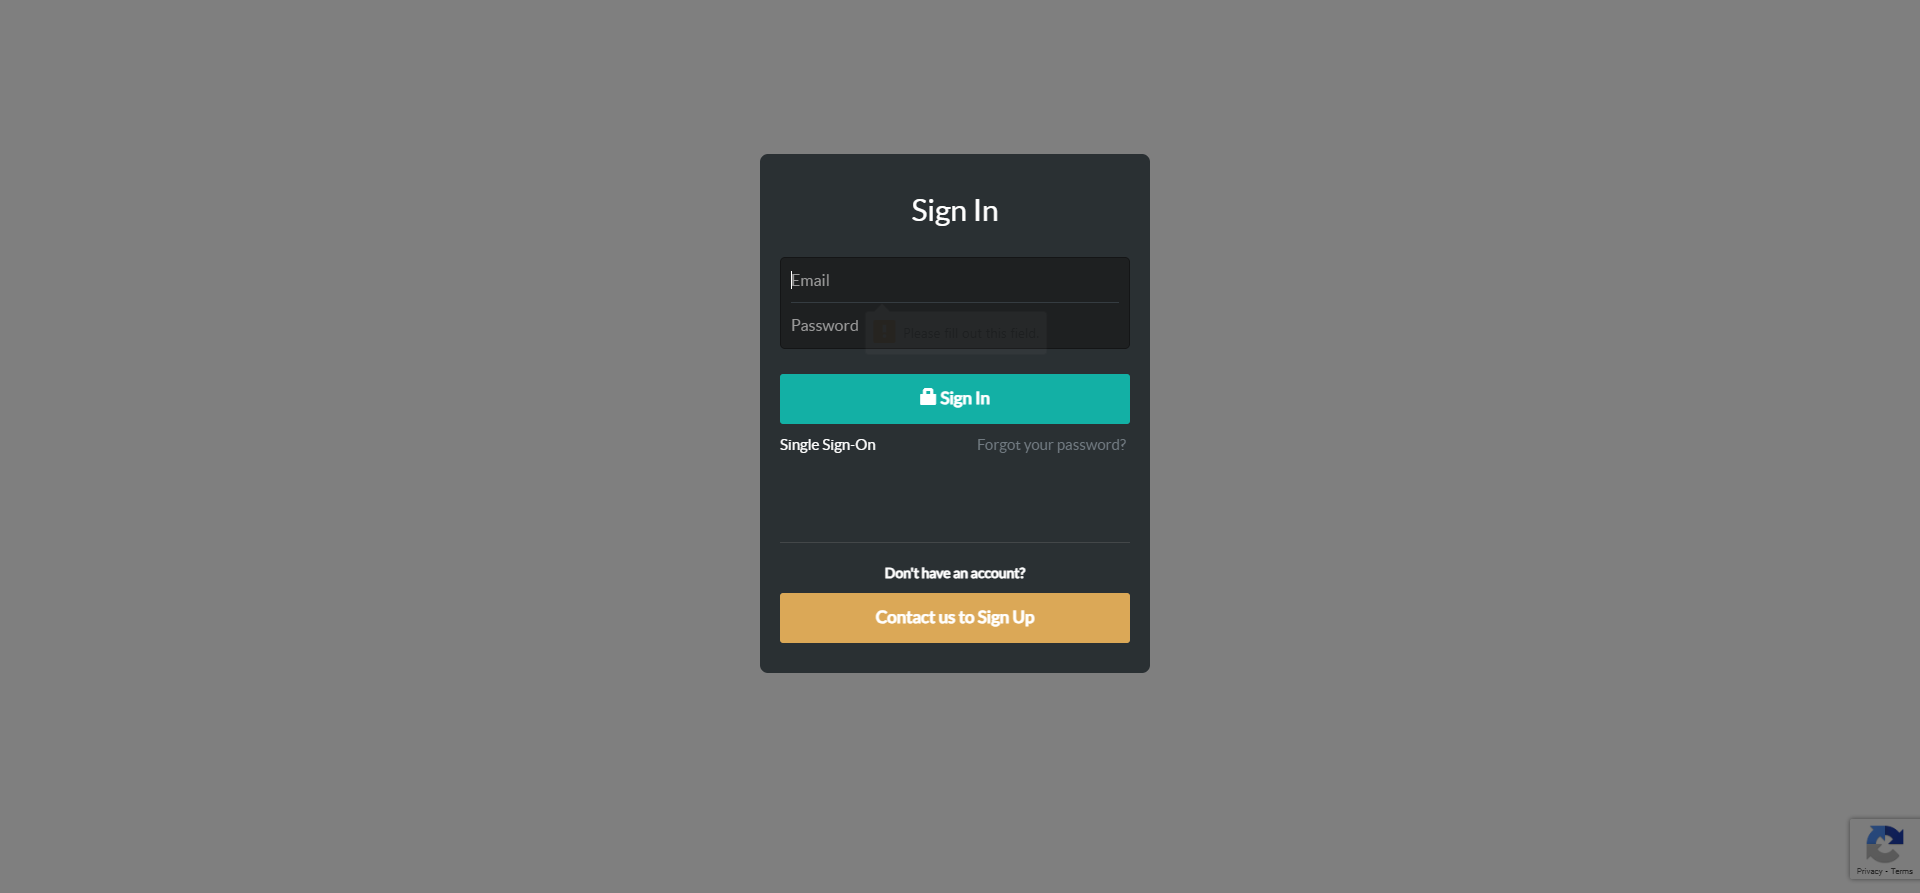 Sign In
Email
Password
Please fill out this field.
Sign In
Single Sign-On
Forgot your password?
Don't have an account?
Contact us to Sign Up
Privacy - Terms